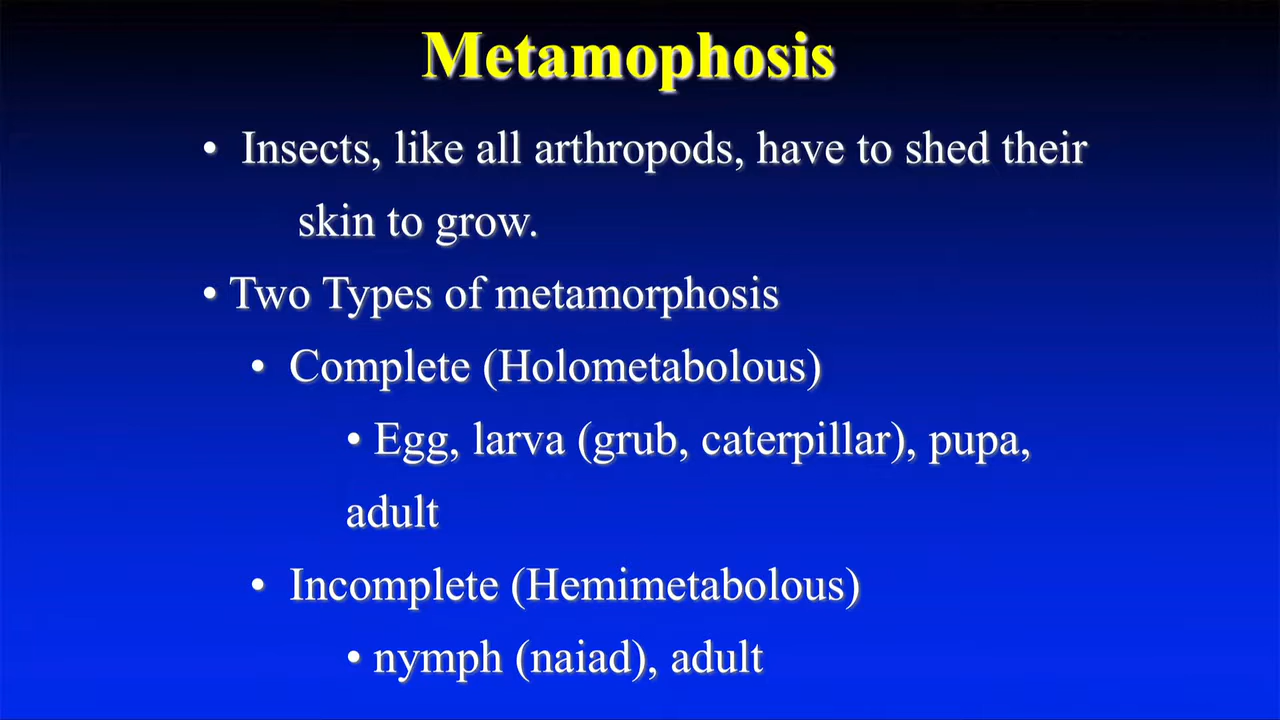 Metamophosis
• Insects, like all arthropods, have to shed their
skin to grow.
• Two Types of metamorphosis
• Complete (Holometabolous)
• Egg, larva (grub, caterpillar), pupa,
adult
• Incomplete (Hemimetabolous)
• nymph (naiad), adult